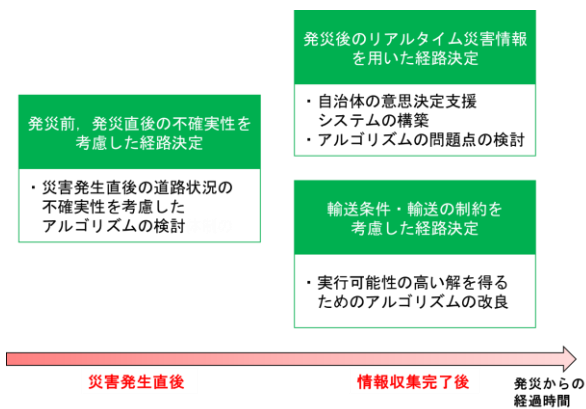 発災前，発災直後の不確実性を
考慮した経路決定
・災害発生直後の道路状況の
不確実性を考慮した
アルゴリズムの検討
発災後のリアルタイム災害情報
を用いた経路決定
・自治体の意思決定支援
システムの構築
・アルゴリズムの問題点の検討
輸送条件・輸送の制約を
考慮した経路決定
・実行可能性の高い解を得る
ためのアルゴリズムの改良
災害発生直後
情報収集完了後
発災からの
経過時間